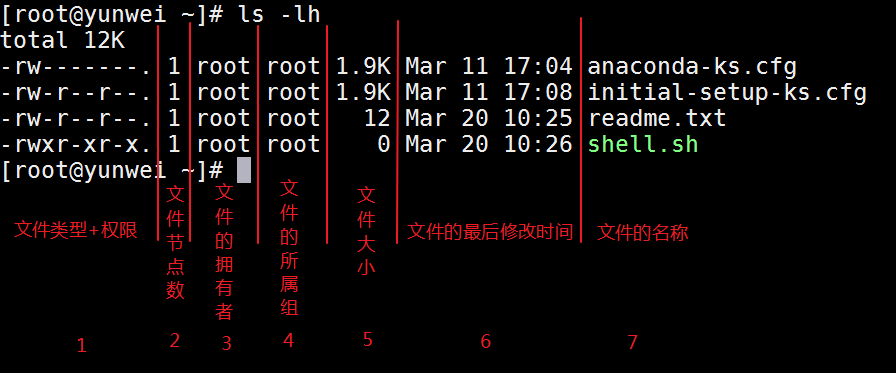 [root@yunwei ~]# ls -lh
total 12K
-rw-------. 1 root root 1.9K Mar 11 17:04 anaconda-ks.cfg
-rw-r--r--. 1 root root 1.9K Mar 11 17:08 initial-setup-ks.cfg
-rw-r--r--. 1 root root 12 Mar 20 10:25 readme.txt
-rwxr-xr-x. 1 root root 0 Mar 20 10:26 shell.sh
[root@yunwei ~]#
文件类型+权限
文件节点数
文件的拥有者
文件的所属组
文件大小
文件的最后修改时间
文件的名称
1 2 3 4 5 6 7